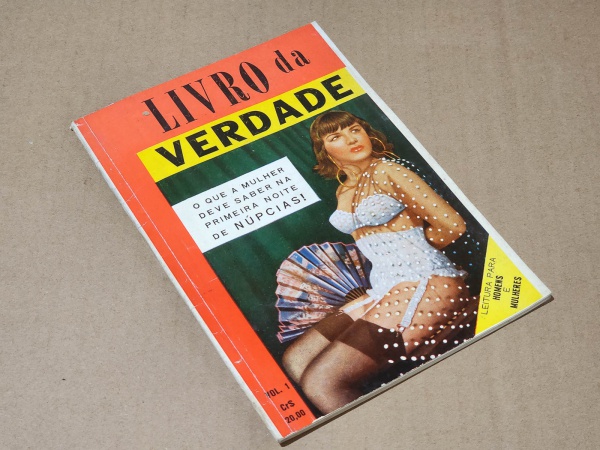 LIVRO da
VERDADE
O QUE A MULHER
DEVE SABER NA
PRIMEIRA NOITE
DE NÚPCIAS!
LEITURA PARA
HOMENS
E
MULHERES
VOL. 1
Cr$
20,00